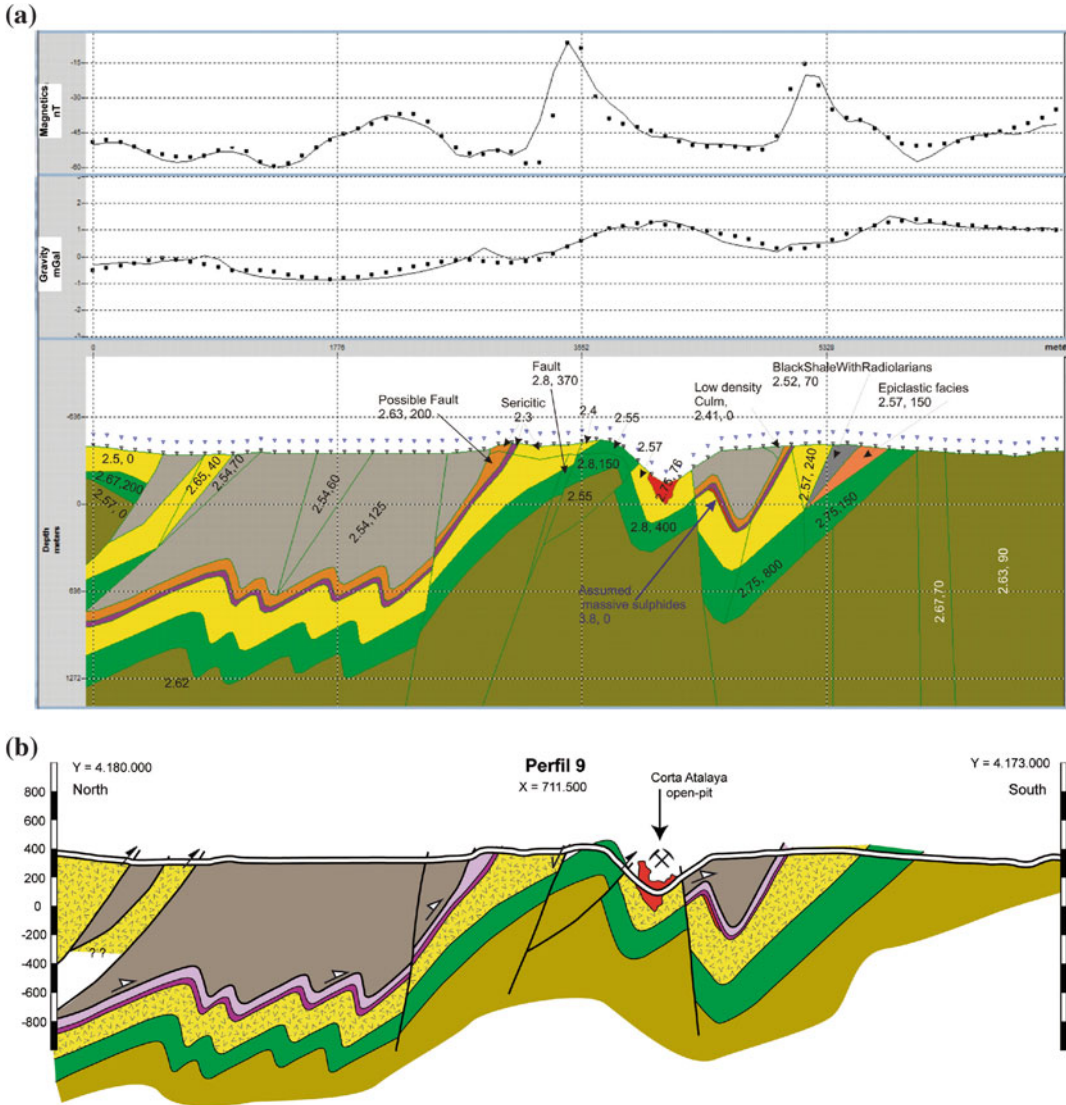 (a)
Magnetics
nT
-15
-30
-45
-60
Gravity
mGal
3
2
1
0
-1
-2
-3
0
1776
3552
5328
Depth
meters
-636
0
636
1272
Fault
2.8, 370
BlackShaleWithRadiolarians
2.52, 70
Possible Fault
2.63, 200
Sericitic
2.3
2.4
2.55
Low density
Culm,
2.41, 0
Epiclastic facies
2.57, 150
2.5, 0
2.67,200
2.57, 0
2.65, 40
2.54,70
2.54,60
2.54,125
2.8,150
2.55
2.57
2.75, 76
2.8, 400
2.57, 240
2.75,150
2.75, 800
Assumed
massive sulphides
3.8, 0
2.67,70
2.63, 90
2.62
(b)
Y = 4.180.000
North
Perfil 9
X = 711.500
Corta Atalaya
open-pit
Y = 4.173.000
South
800
600
400
200
0
-200
-400
-600
-800
? ?